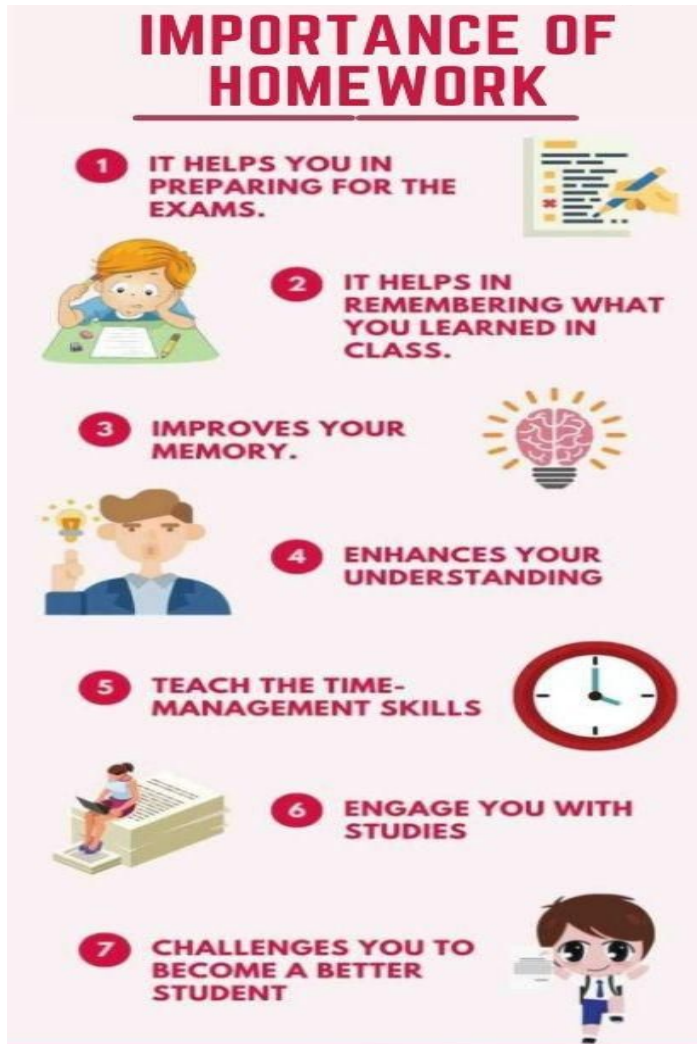 IMPORTANCE OF
HOMEWORK
1 IT HELPS YOU IN
PREPARING FOR THE
EXAMS.
2 IT HELPS IN
REMEMBERING WHAT
YOU LEARNED IN
CLASS.
3 IMPROVES YOUR
MEMORY.
4 ENHANCES YOUR
UNDERSTANDING
5 TEACH THE TIME-
MANAGEMENT SKILLS
6 ENGAGE YOU WITH
STUDIES
7 CHALLENGES YOU TO
BECOME A BETTER
STUDENT